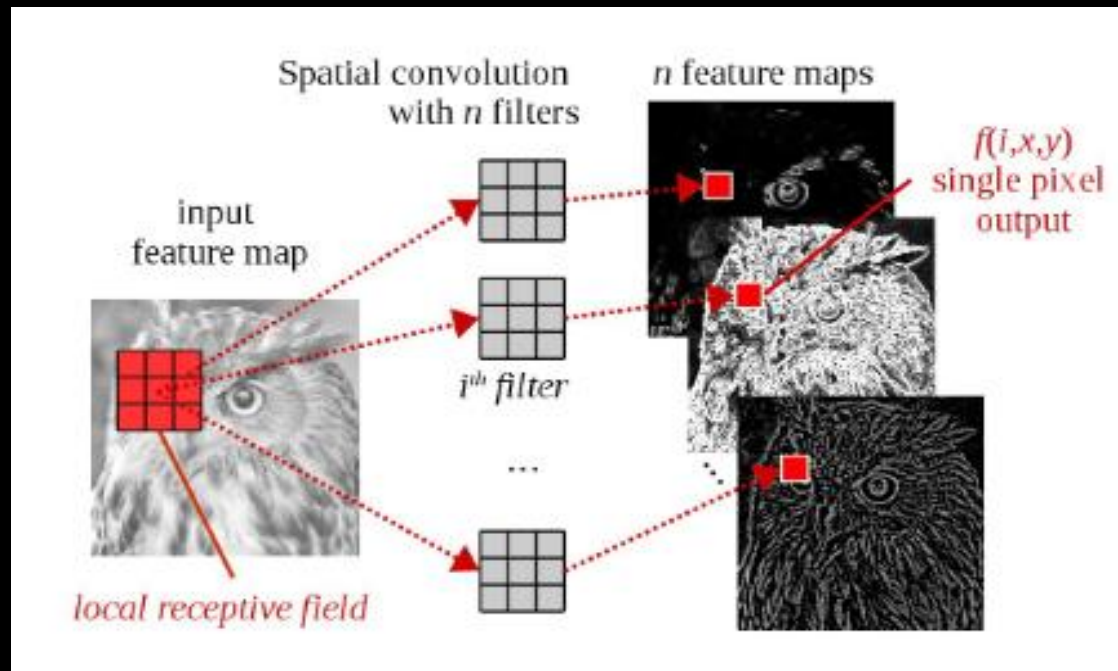 Spatial convolution
with n filters
n feature maps
f(i,x,y)
single pixel
output
input
feature map
iᵗʰ filter
...
local receptive field